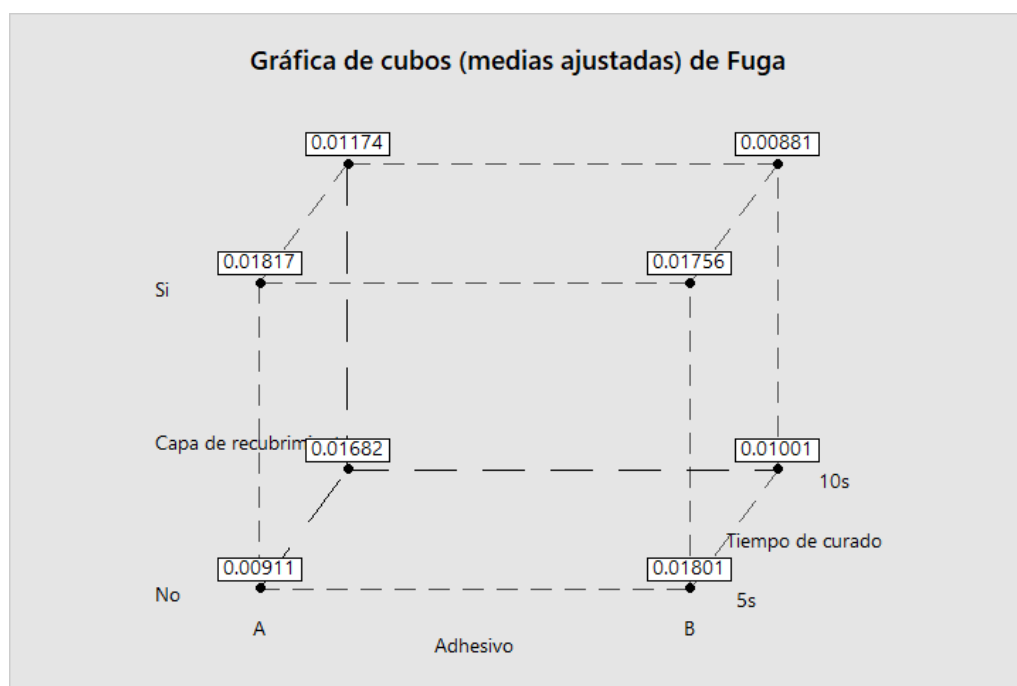 Gráfica de cubos (medias ajustadas) de Fuga
0.01174
0.00881
0.01817
0.01756
Si
Capa de recubrimi
0.01682
0.01001
10s
Tiempo de curado
0.00911
0.01801
No
5s
A
B
Adhesivo